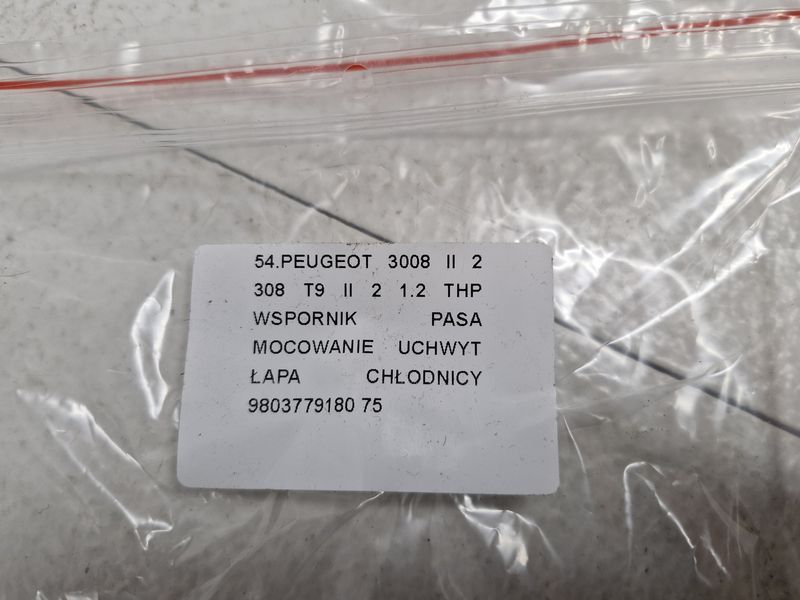 54.PEUGEOT 3008 II 2
308 T9 II 2 1.2 THP
WSPORNIK PASA
MOCOWANIE UCHWYT
ŁAPA CHŁODNICY
9803779180 75